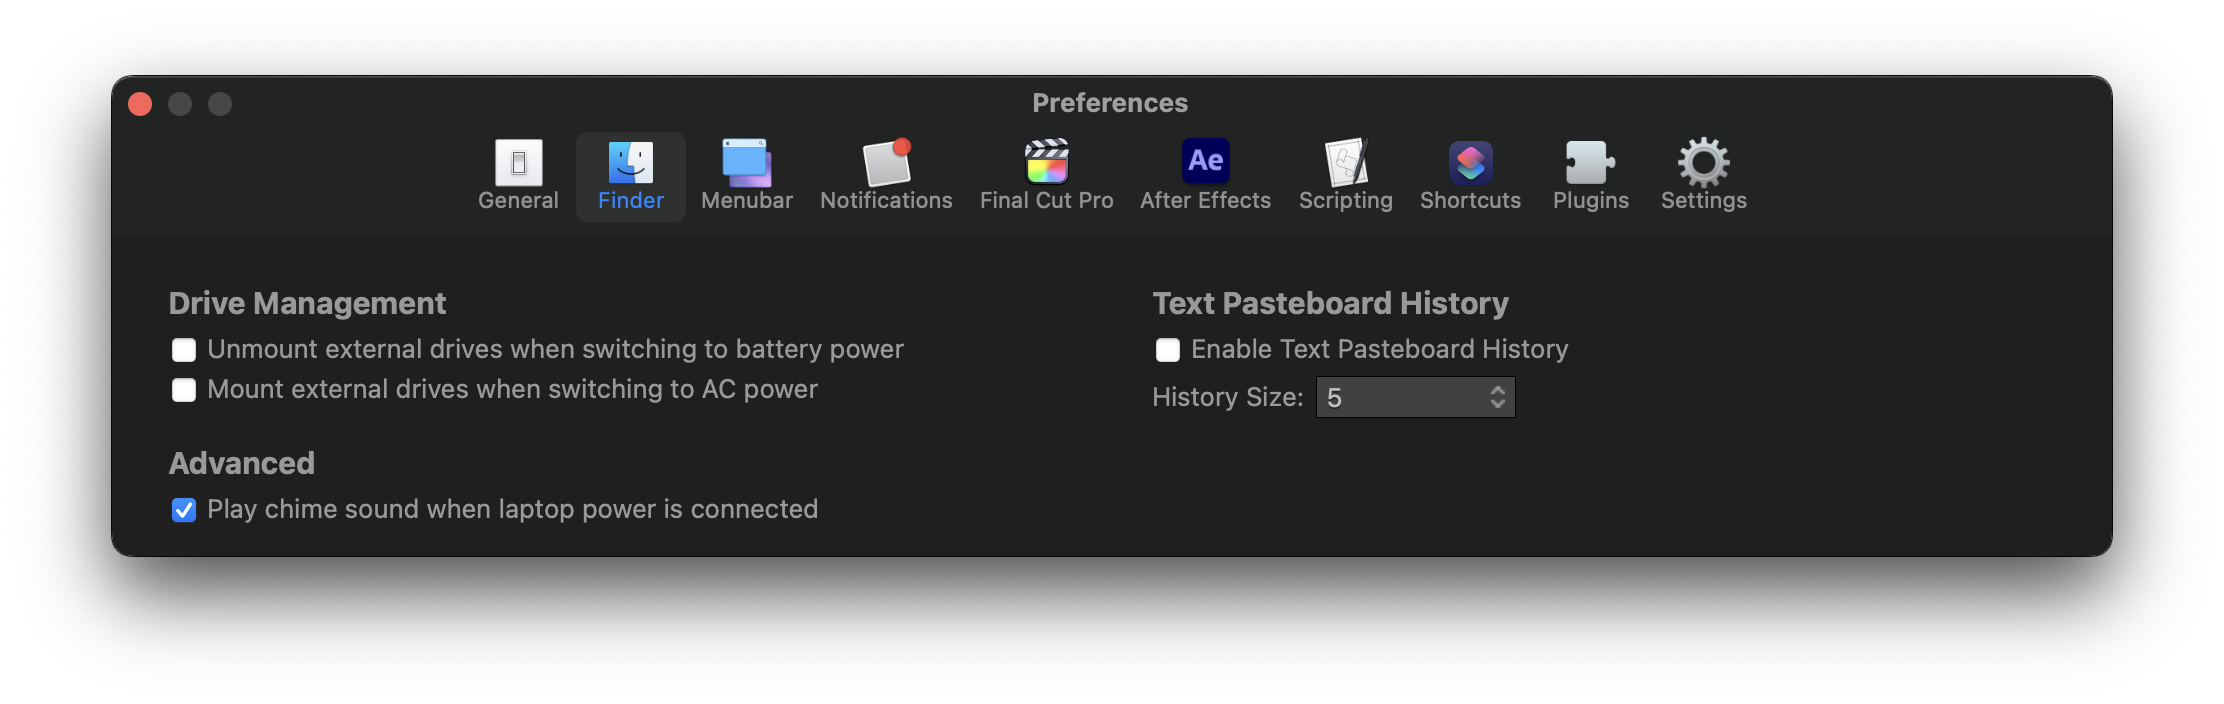 Preferences
General
Finder
Menubar
Notifications
Final Cut Pro
Ae
After Effects
Scripting
Shortcuts
Plugins
Settings
Drive Management
Unmount external drives when switching to battery power
Mount external drives when switching to AC power
Advanced
Play chime sound when laptop power is connected
Text Pasteboard History
Enable Text Pasteboard History
History Size: 5